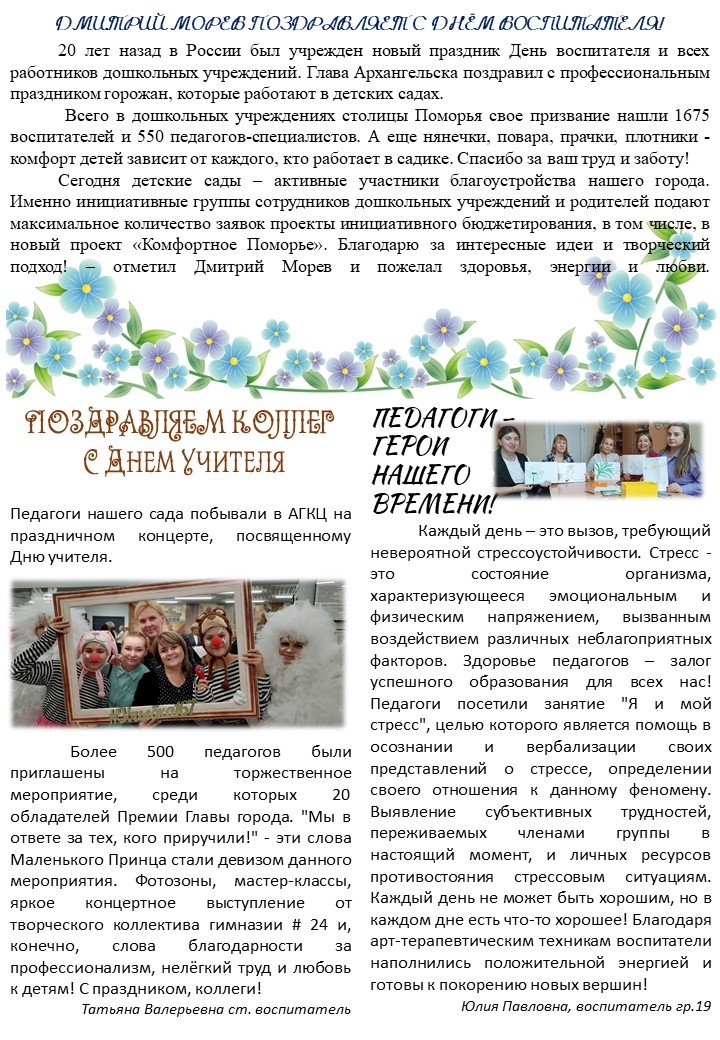 ДМИТРИЙ МОРЕВ ПОЗДРАВЛЯЕТ С ДНЁМ ВОСПИТАТЕЛЯ!
20 лет назад в России был учрежден новый праздник День воспитателя и всех
работников дошкольных учреждений. Глава Архангельска поздравил с профессиональным
праздником горожан, которые работают в детских садах.
Всего в дошкольных учреждениях столицы Поморья свое призвание нашли 1675
воспитателей и 550 педагогов-специалистов. А еще нянечки, повара, прачки, плотники -
комфорт детей зависит от каждого, кто работает в садике. Спасибо за ваш труд и заботу!
Сегодня детские сады – активные участники благоустройства нашего города.
Именно инициативные группы сотрудников дошкольных учреждений и родителей подают
максимальное количество заявок проекты инициативного бюджетирования, в том числе, в
новый проект «Комфортное Поморье». Благодарю за интересные идеи и творческий
подход! – отметил Дмитрий Морев и пожелал здоровья, энергии и любви.
ПОЗДРАВЛЯЕМ КОЛЛЕГ
С ДНЕМ УЧИТЕЛЯ
Педагоги нашего сада побывали в АГКЦ на
праздничном концерте, посвященному
Дню учителя.
#Улыбнись/
Более 500 педагогов были
приглашены на торжественное
мероприятие, среди которых 20
обладателей Премии Главы города. "Мы в
ответе за тех, кого приручили!" - эти слова
Маленького Принца стали девизом данного
мероприятия. Фотозоны, мастер-классы,
яркое концертное выступление от
творческого коллектива гимназии # 24 и,
конечно, слова благодарности за
профессионализм, нелёгкий труд и любовь
к детям! С праздником, коллеги!
Татьяна Валерьевна ст. воспитатель
ПЕДАГОГИ –
ГЕРОИ
НАШЕГО
ВРЕМЕНИ!
Каждый день – это вызов, требующий
невероятной стрессоустойчивости. Стресс -
это состояние организма,
характеризующееся эмоциональным и
физическим напряжением, вызванным
воздействием различных неблагоприятных
факторов. Здоровье педагогов – залог
успешного образования для всех нас!
Педагоги посетили занятие "Я и мой
стресс", целью которого является помощь в
осознании и вербализации своих
представлений о стрессе, определении
своего отношения к данному феномену.
Выявление субъективных трудностей,
переживаемых членами группы в
настоящий момент, и личных ресурсов
противостояния стрессовым ситуациям.
Каждый день не может быть хорошим, но в
каждом дне есть что-то хорошее! Благодаря
арт-терапевтическим техникам воспитатели
наполнились положительной энергией и
готовы к покорению новых вершин!
Юлия Павловна, воспитатель гр.19